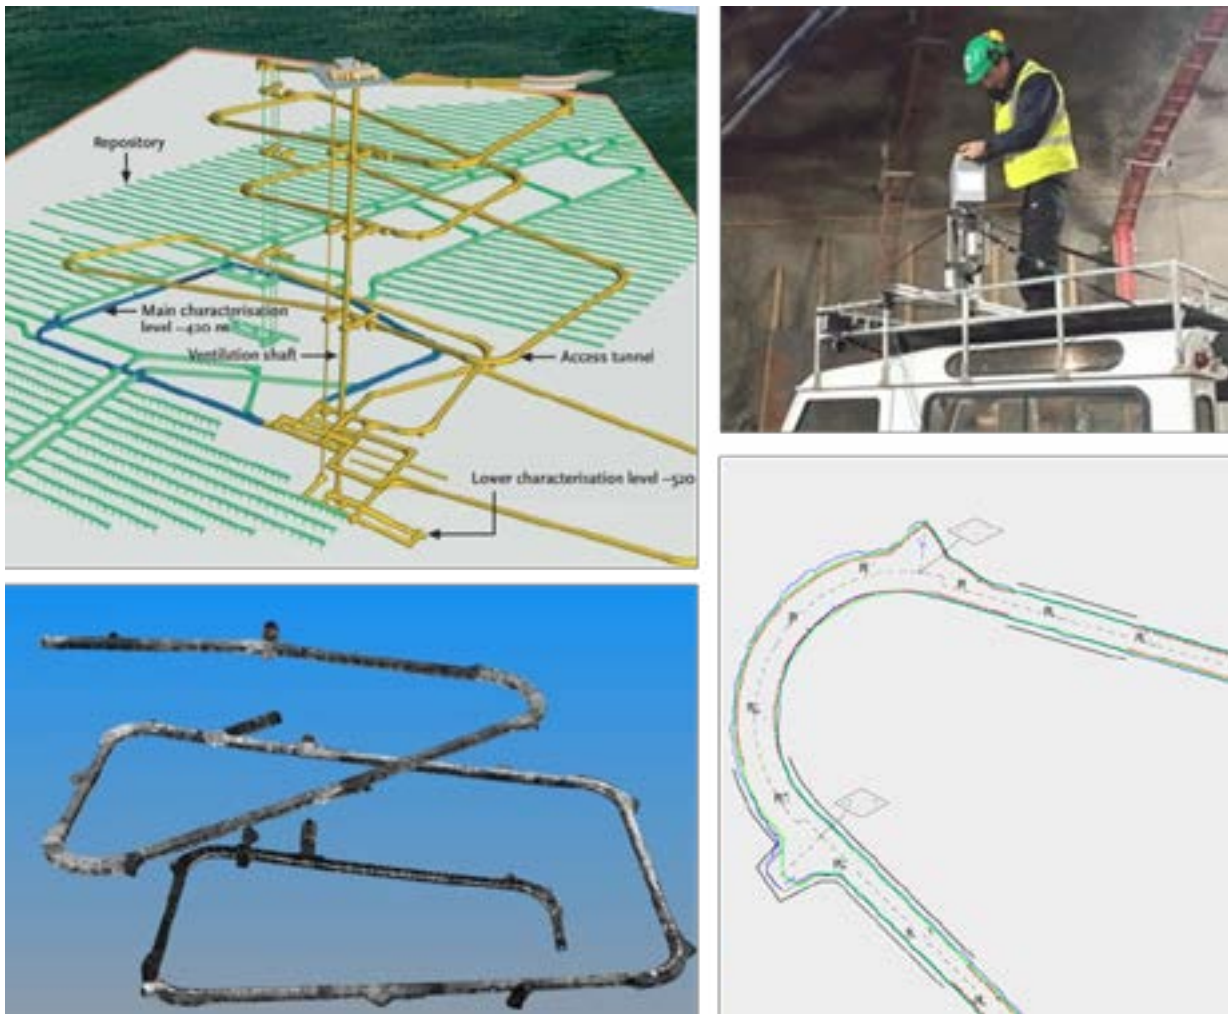 Repository
Main characterisation
level -420 m
Ventilation shaft
Access tunnel
Lower characterisation level -520